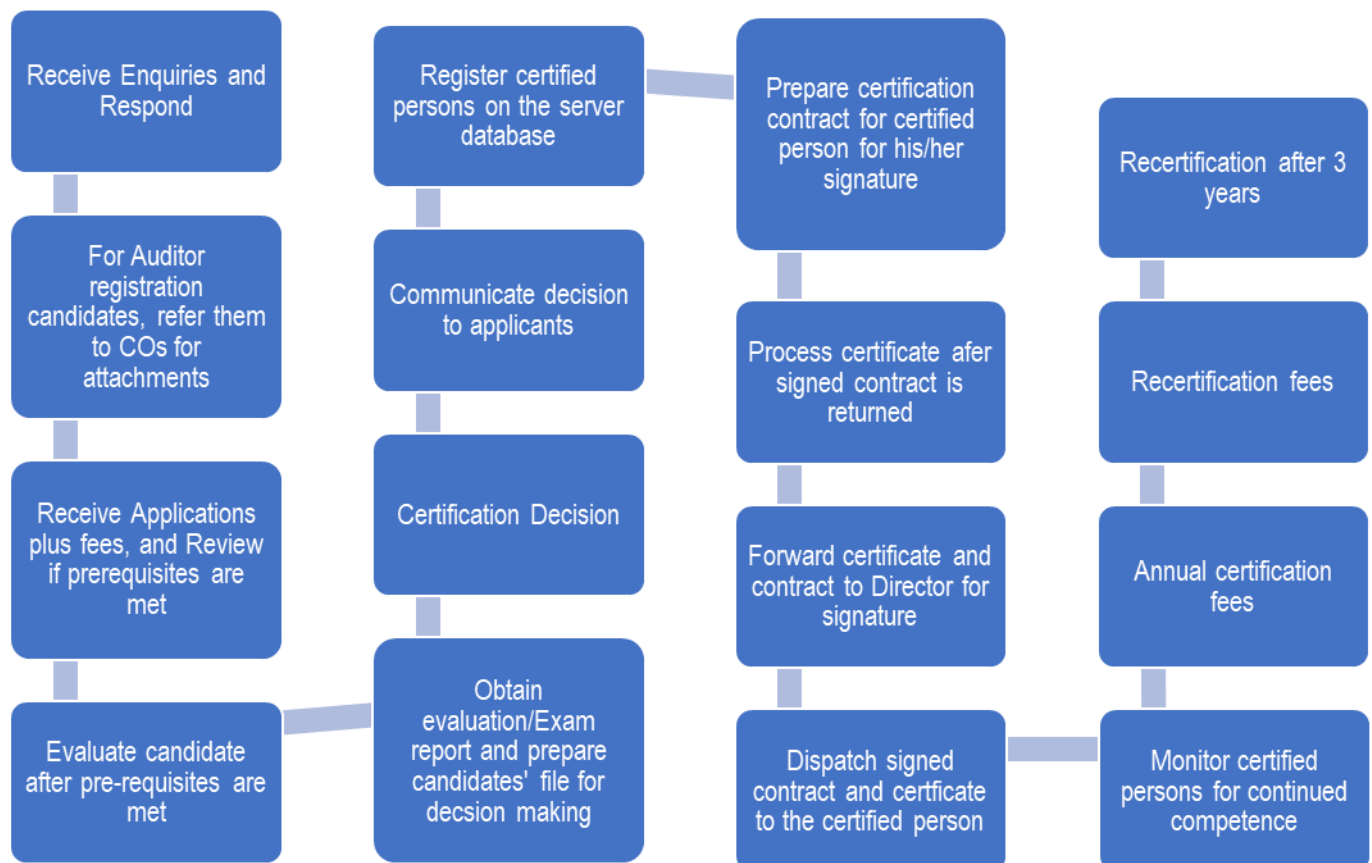 Receive Enquiries and
Respond
For Auditor
registration
candidates, refer them
to COs for
attachments
Receive Applications
plus fees, and Review
if prerequisites are
met
Evaluate candidate
after pre-requisites are
met
Obtain
evaluation/Exam
report and prepare
candidates' file for
decsion making
Certification Decision
Communicate decision
to applicants
Register certified
persons on the server
database
Prepare certification
contract for certified
person for his/her
signature
Process certificate afer
signed contract is
returned
Forward certificate and
contract to Director for
signature
Dispatch signed
contract and certficate
to the certified person
Monitor certified
persons for continued
competence
Annual certification
fees
Recertification fees
Recertification after 3
years